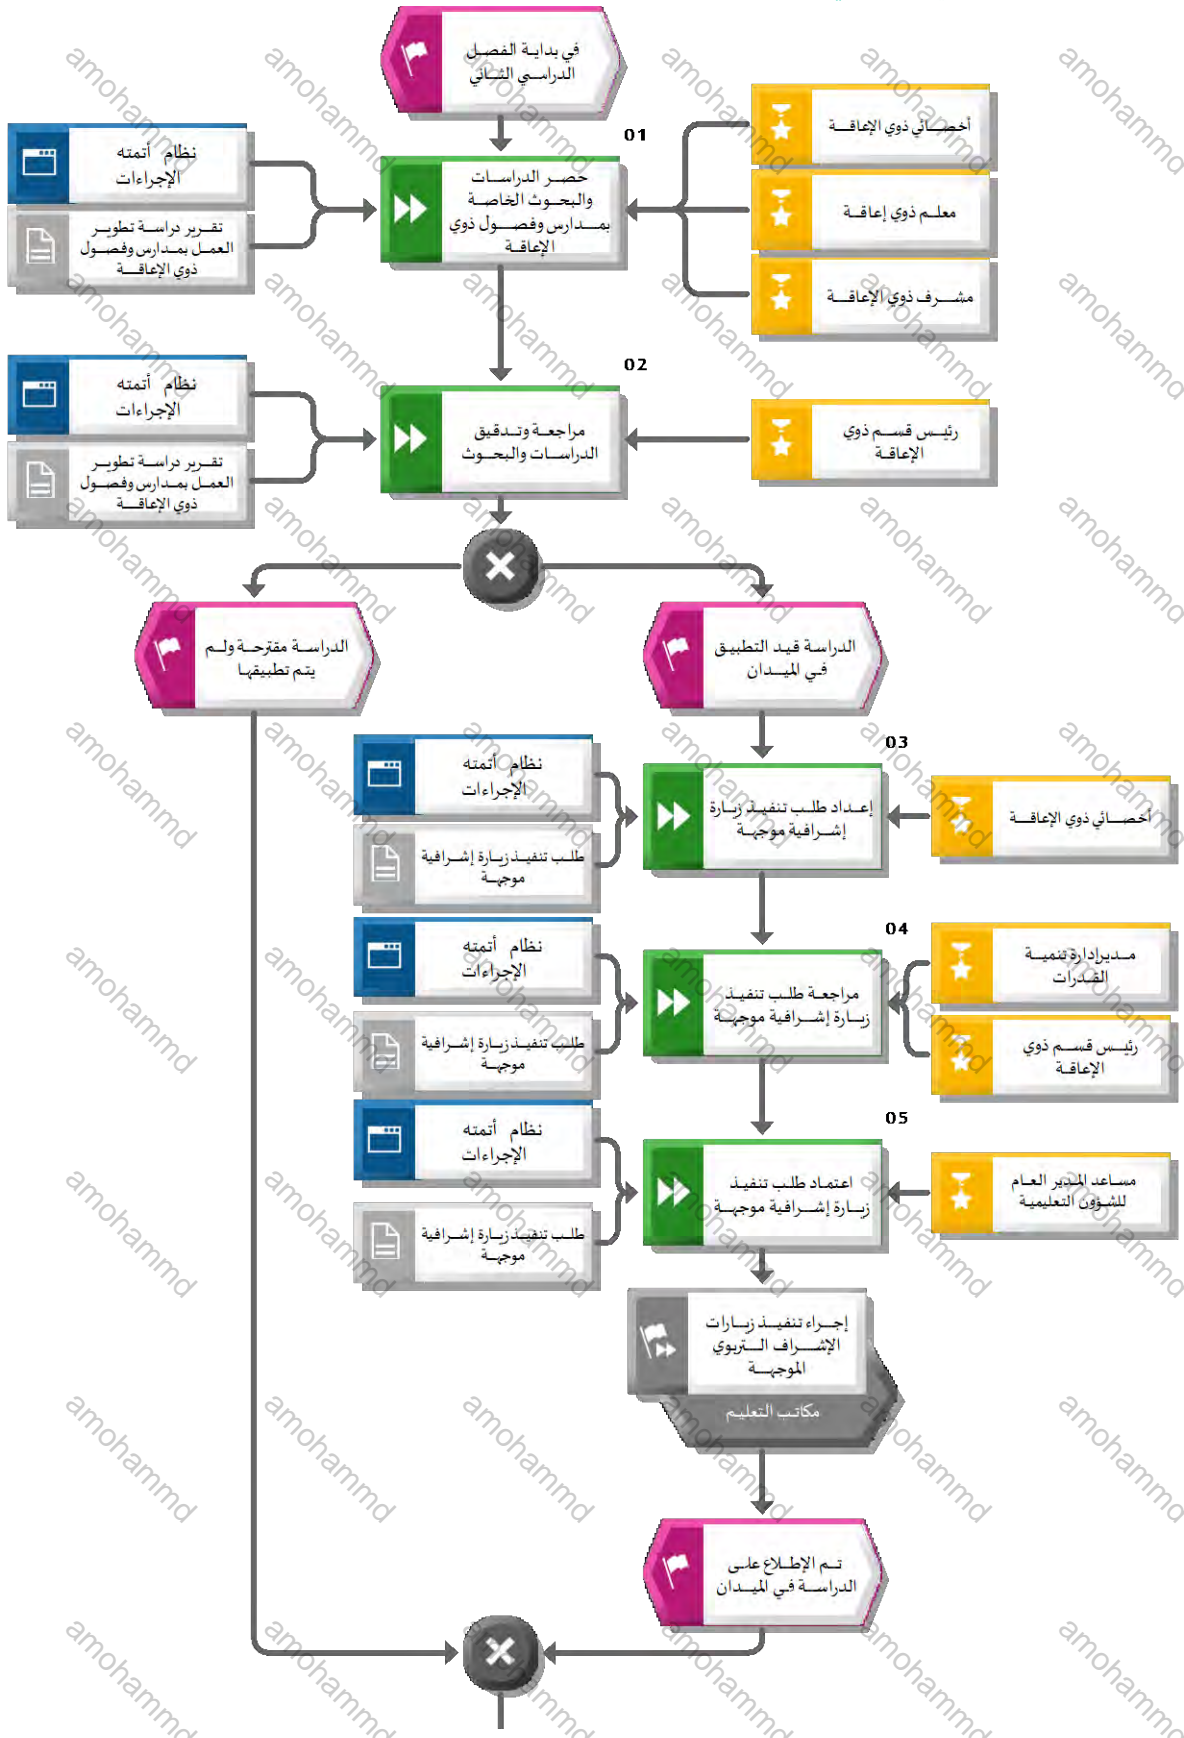 في بداية الفصل
الدراسي الثاني
01
أخصائي ذوي الإعاقة
معلم ذوي إعاقة
مشرف ذوي الإعاقة
حصر الدراسات
والبحوث الخاصة
بمدارس وفصول ذوي
الإعاقة
نظام أتمته
الإجراءات
تقرير دراسة تطوير
العمل بمدارس وفصول
ذوي الإعاقة
02
رئيس قسم ذوي
الإعاقة
مراجعة وتدقيق
الدراسات والبحوث
نظام أتمته
الإجراءات
تقرير دراسة تطوير
العمل بمدارس وفصول
ذوي الإعاقة
الدراسة قيد التطبيق
في الميدان
الدراسة مقترحة ولم
يتم تطبيقها
03
أخصائي ذوي الإعاقة
إعداد طلب تنفيذ زيارة
إشرافية موجهة
نظام أتمته
الإجراءات
طلب تنفيذ زيارة إشرافية
موجهة
04
مدير إدارة تنمية
القدرات
رئيس قسم ذوي
الإعاقة
مراجعة طلب تنفيذ
زيارة إشرافية موجهة
نظام أتمته
الإجراءات
طلب تنفيذ زيارة إشرافية
موجهة
05
مساعد المدير العام
للشؤون التعليمية
اعتماد طلب تنفيذ
زيارة إشرافية موجهة
نظام أتمته
الإجراءات
طلب تنفيذ زيارة إشرافية
موجهة
إجراء تنفيذ زيارات
الإشراف التربوي
الموجهة
مكاتب التعليم
تم الإطلاع على
الدراسة في الميدان
amohammd